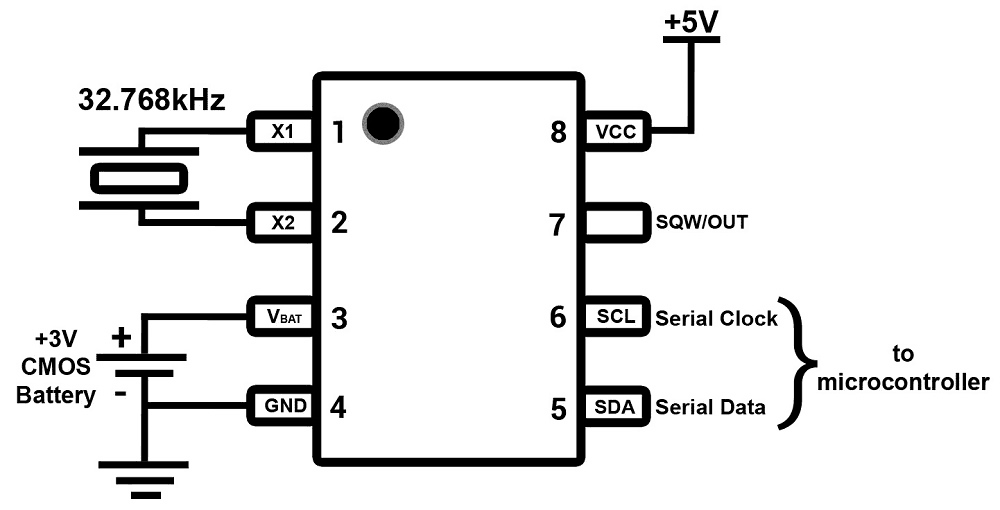 +5V
32.768kHz
X1
1
8
VCC
X2
2
7
SQW/OUT
VBAT
3
6
SCL
Serial Clock
+3V
CMOS
Battery
+
-
to
microcontroller
GND
4
5
SDA
Serial Data